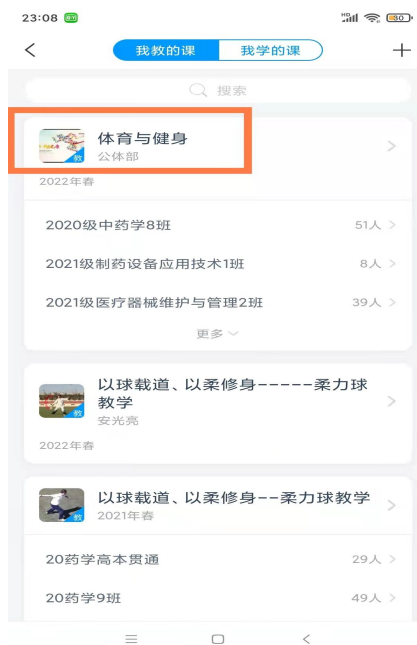 23:08
HD
30
我教的课 我学的课
搜索
体育与健身
教
公体部
2022年春
2020级中药学8班 51人
2021级制药设备应用技术1班 8人
2021级医疗器械维护与管理2班 39人
更多
以球载道、以柔修身-----柔力球
教学
教
安光亮
2022年春
以球载道、以柔修身--柔力球教学
教
2021年春
20药学高本贯通 29人
20药学9班 49人